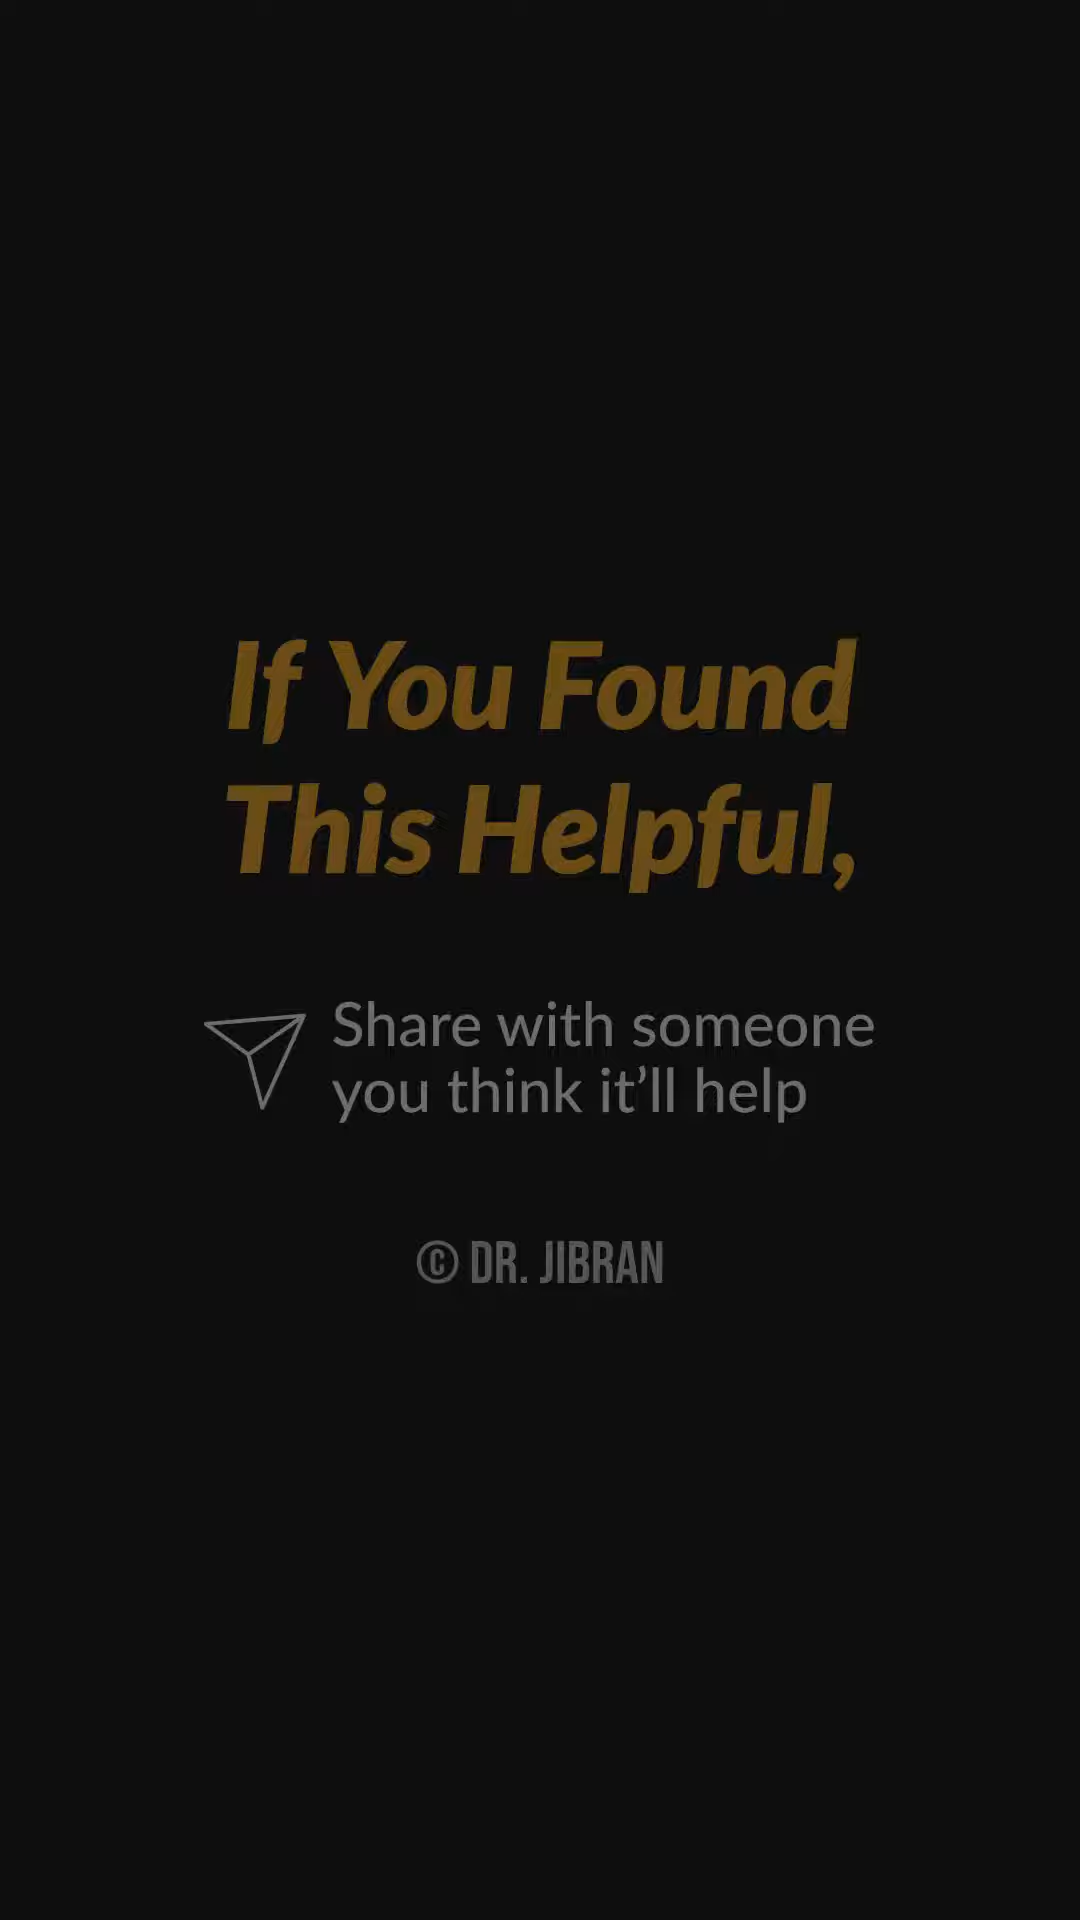 If You Found
This Helpful,
Share with someone
you think it’ll help
© DR. JIBRAN